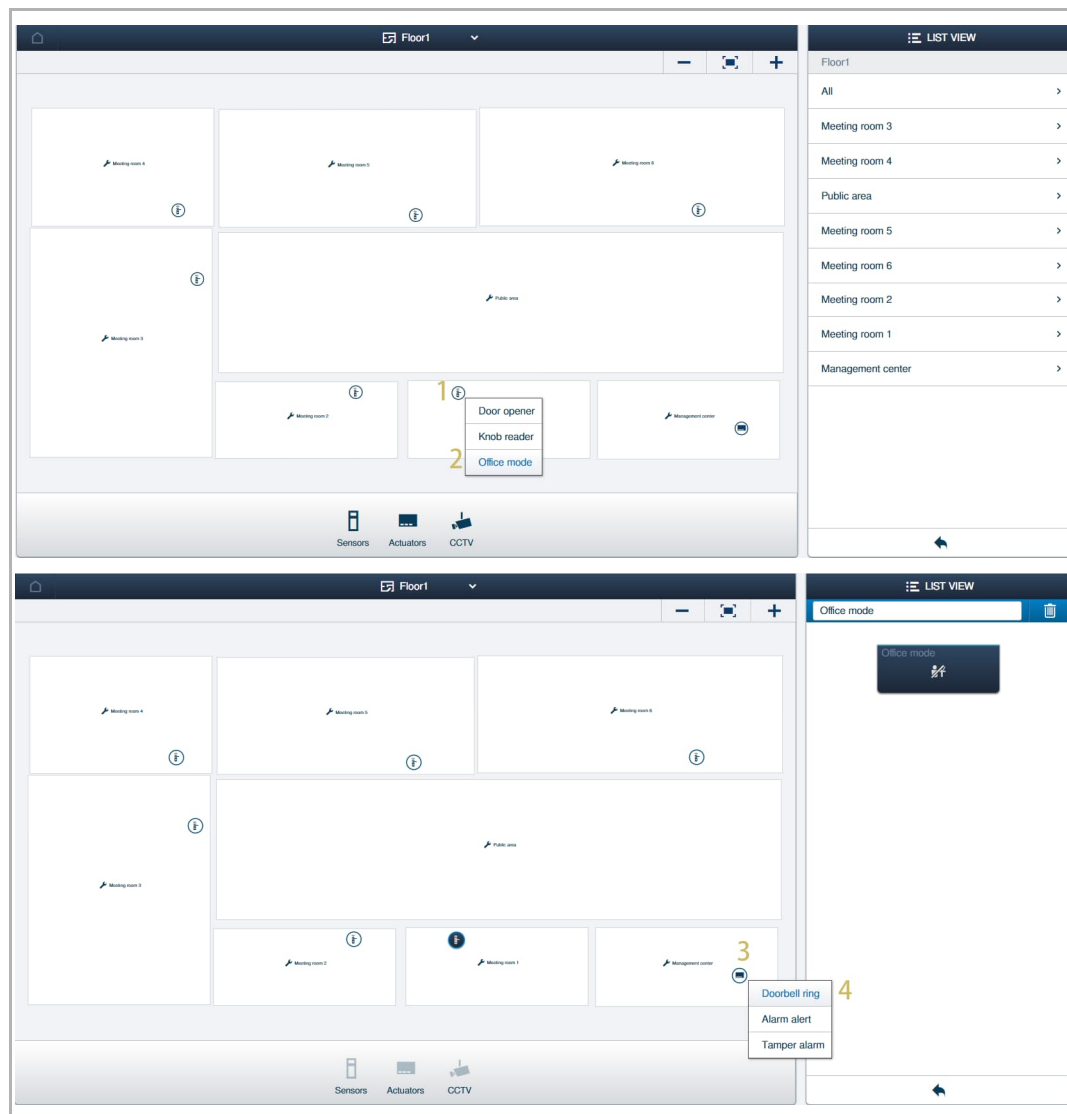 Floor1
LIST VIEW
Floor1
All
Meeting room 3
Meeting room 4
Public area
Meeting room 5
Meeting room 6
Meeting room 2
Meeting room 1
Management center
Meeting room 4
Meeting room 5
Meeting room 6
Meeting room 3
Public area
Meeting room 2
1
Door opener
Knob reader
2
Office mode
Management center
Sensors
Actuators
CCTV
Floor1
LIST VIEW
Office mode
Office mode
Meeting room 4
Meeting room 5
Meeting room 6
Meeting room 3
Public area
Meeting room 2
Meeting room 1
Management center
3
Doorbell ring
4
Alarm alert
Tamper alarm
Sensors
Actuators
CCTV